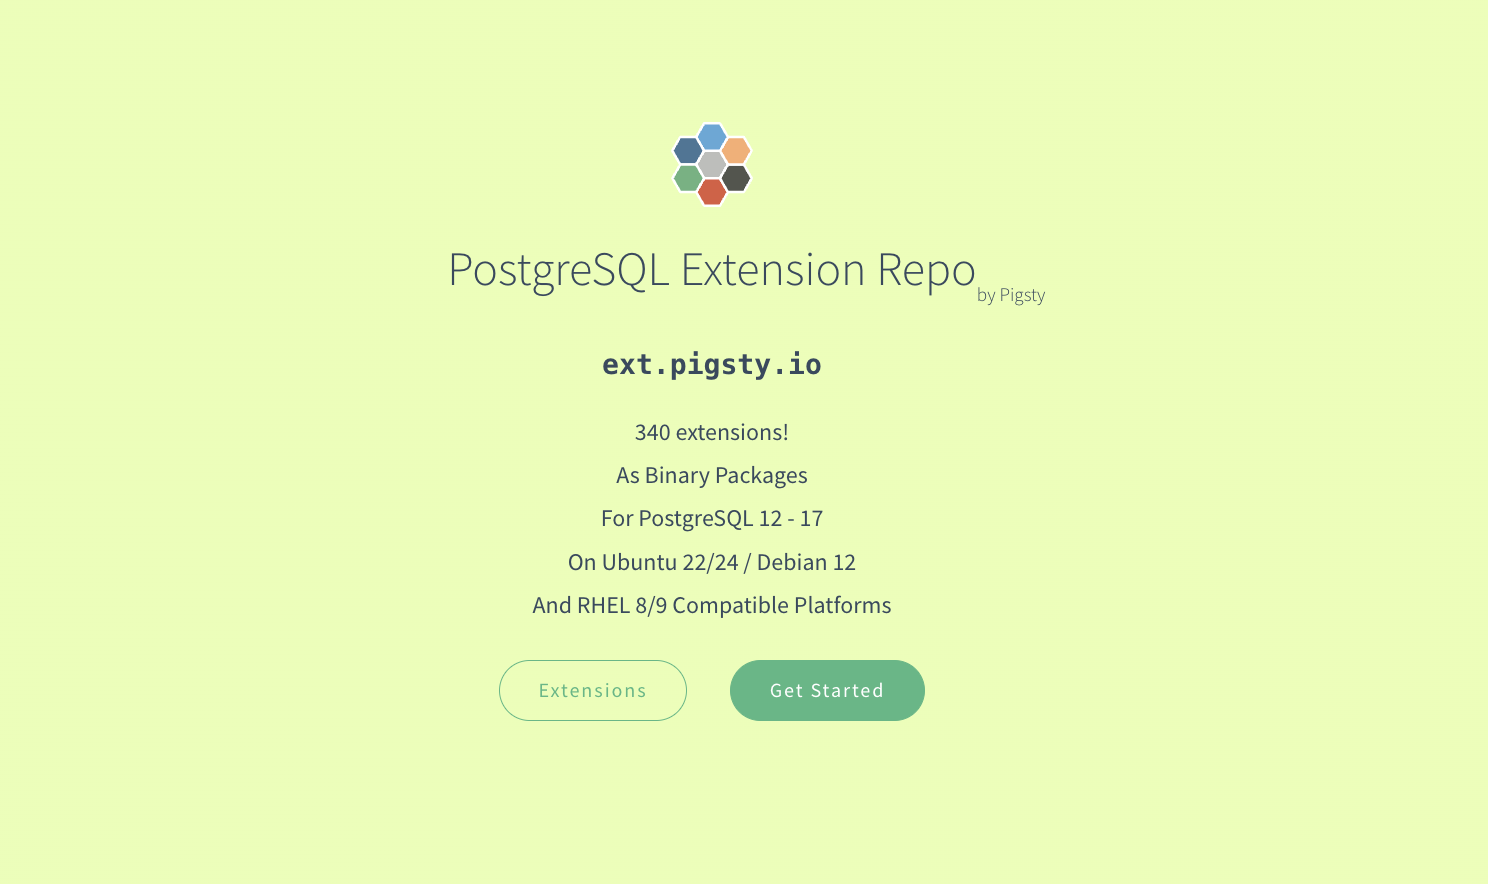 PostgreSQL Extension Repo by Pigsty
ext.pigsty.io
340 extensions!
As Binary Packages
For PostgreSQL 12 - 17
On Ubuntu 22/24 / Debian 12
And RHEL 8/9 Compatible Platforms
Extensions Get Started